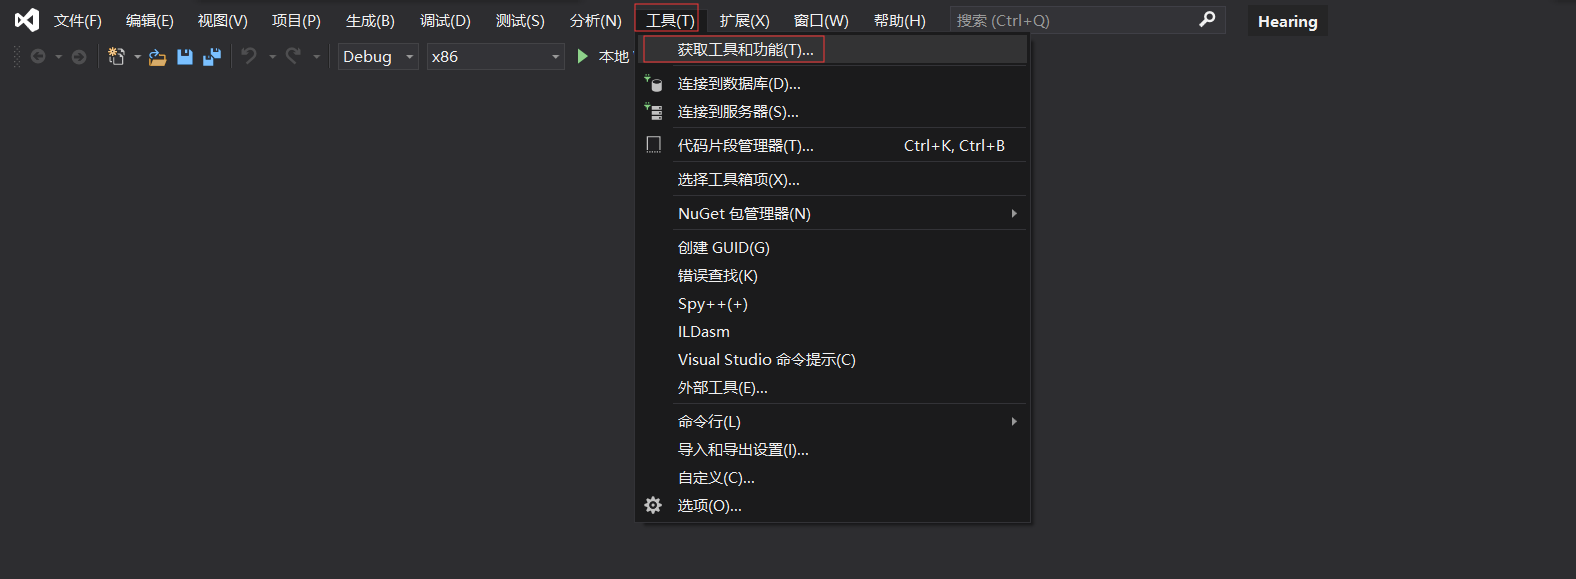 文件(F) 编辑(E) 视图(V) 项目(P) 生成(B) 调试(D) 测试(S) 分析(N) 工具(T) 扩展(X) 窗口(W) 帮助(H) 搜索 (Ctrl+Q) Hearing
Debug x86 本地
获取工具和功能(T)...
连接到数据库(D)...
连接到服务器(S)...
代码片段管理器(T)... Ctrl+K, Ctrl+B
选择工具箱项(X)...
NuGet 包管理器(N)
创建 GUID(G)
错误查找(K)
Spy++(+)
ILDasm
Visual Studio 命令提示(C)
外部工具(E)...
命令行(L)
导入和导出设置(I)...
自定义(C)...
选项(O)...